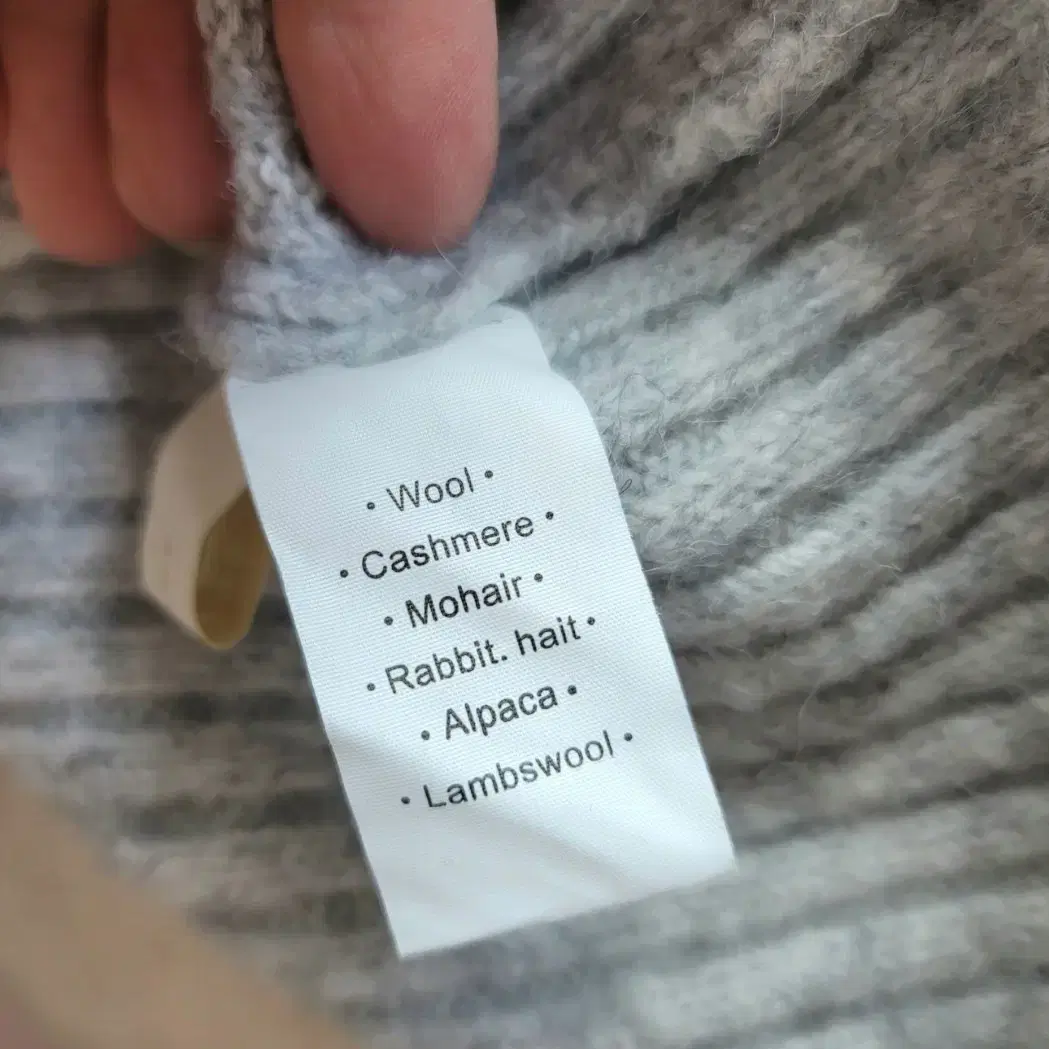 • Wool •
• Cashmere •
• Mohair •
• Rabbit. hait •
• Alpaca •
• Lambswool •